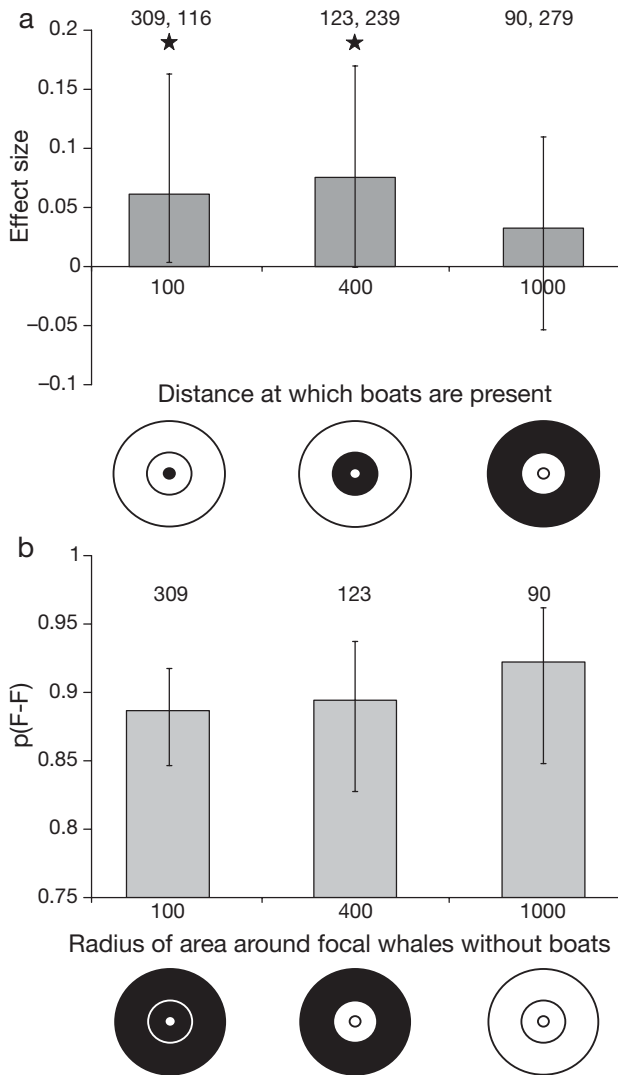 a
309, 116 123, 239 90, 279
0.2
0.15
0.1
0.05
0
−0.05
−0.1
Effect size
100 400 1000
Distance at which boats are present
b
309 123 90
1
0.95
0.9
0.85
0.8
0.75
p(F-F)
100 400 1000
Radius of area around focal whales without boats